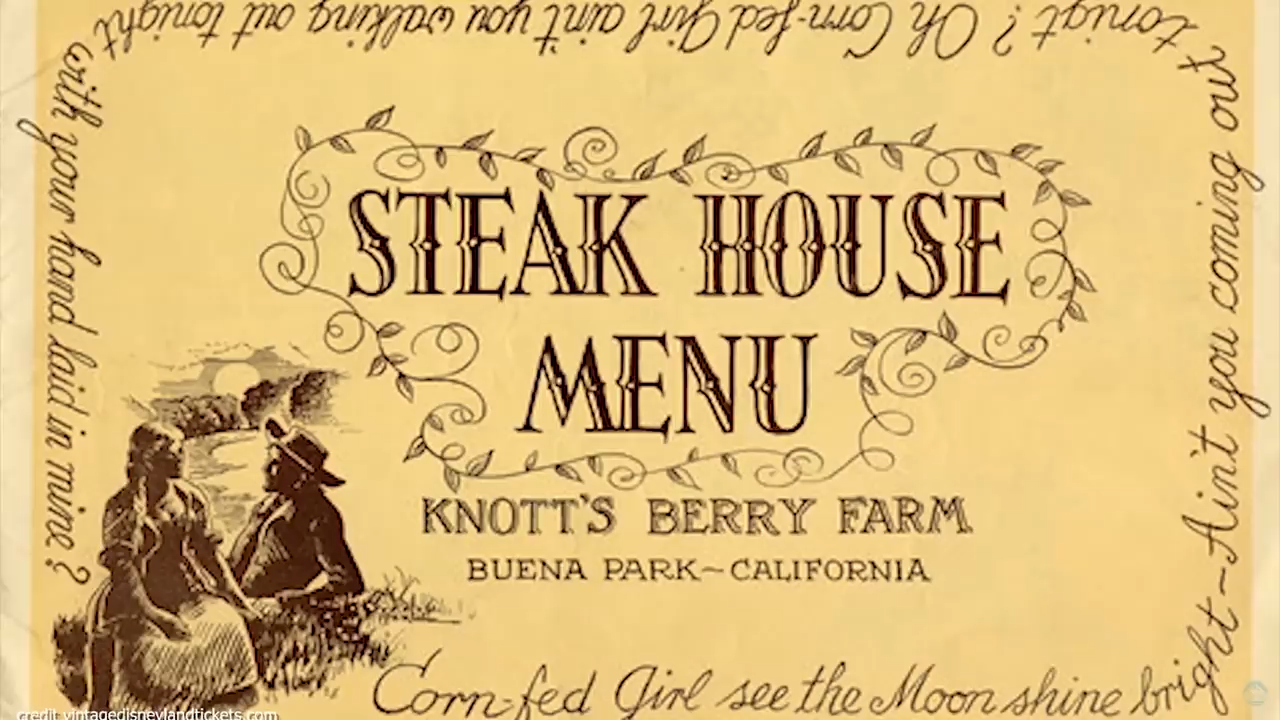 STEAK HOUSE
MENU
KNOTT'S BERRY FARM
BUENA PARK~CALIFORNIA
Corn-fed Girl see the Moon shine bright - Ain't you coming out
tonigt? Oh Corn-fed Girl ain't you walking out tonight
with your hand laid in mine?
credit vintagedisneylandtickets.com